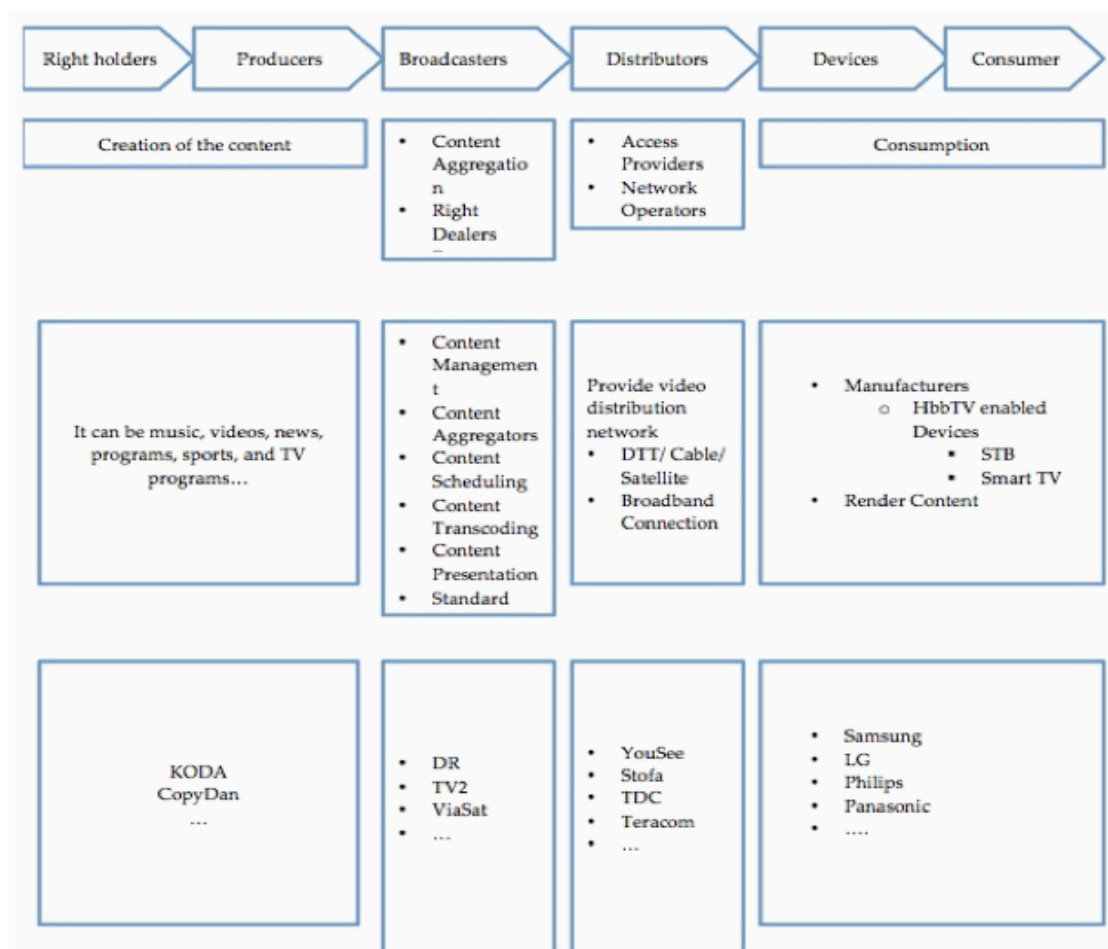 Right holders
Producers
Broadcasters
Distributors
Devices
Consumer
Creation of the content
• Content
Aggregatio
n
• Right
Dealers
• Access
Providers
• Network
Operators
Consumption
It can be music, videos, news,
programs, sports, and TV
programs…
• Content
Managemen
t
• Content
Aggregators
• Content
Scheduling
• Content
Transcoding
• Content
Presentation
• Standard
Provide video
distribution
network
• DTT/ Cable/
Satellite
• Broadband
Connection
• Manufacturers
o HbbTV enabled
Devices
• STB
• Smart TV
• Render Content
KODA
CopyDan
…
• DR
• TV2
• ViaSat
• …
• YouSee
• Stofa
• TDC
• Teracom
• …
• Samsung
• LG
• Philips
• Panasonic
• ….